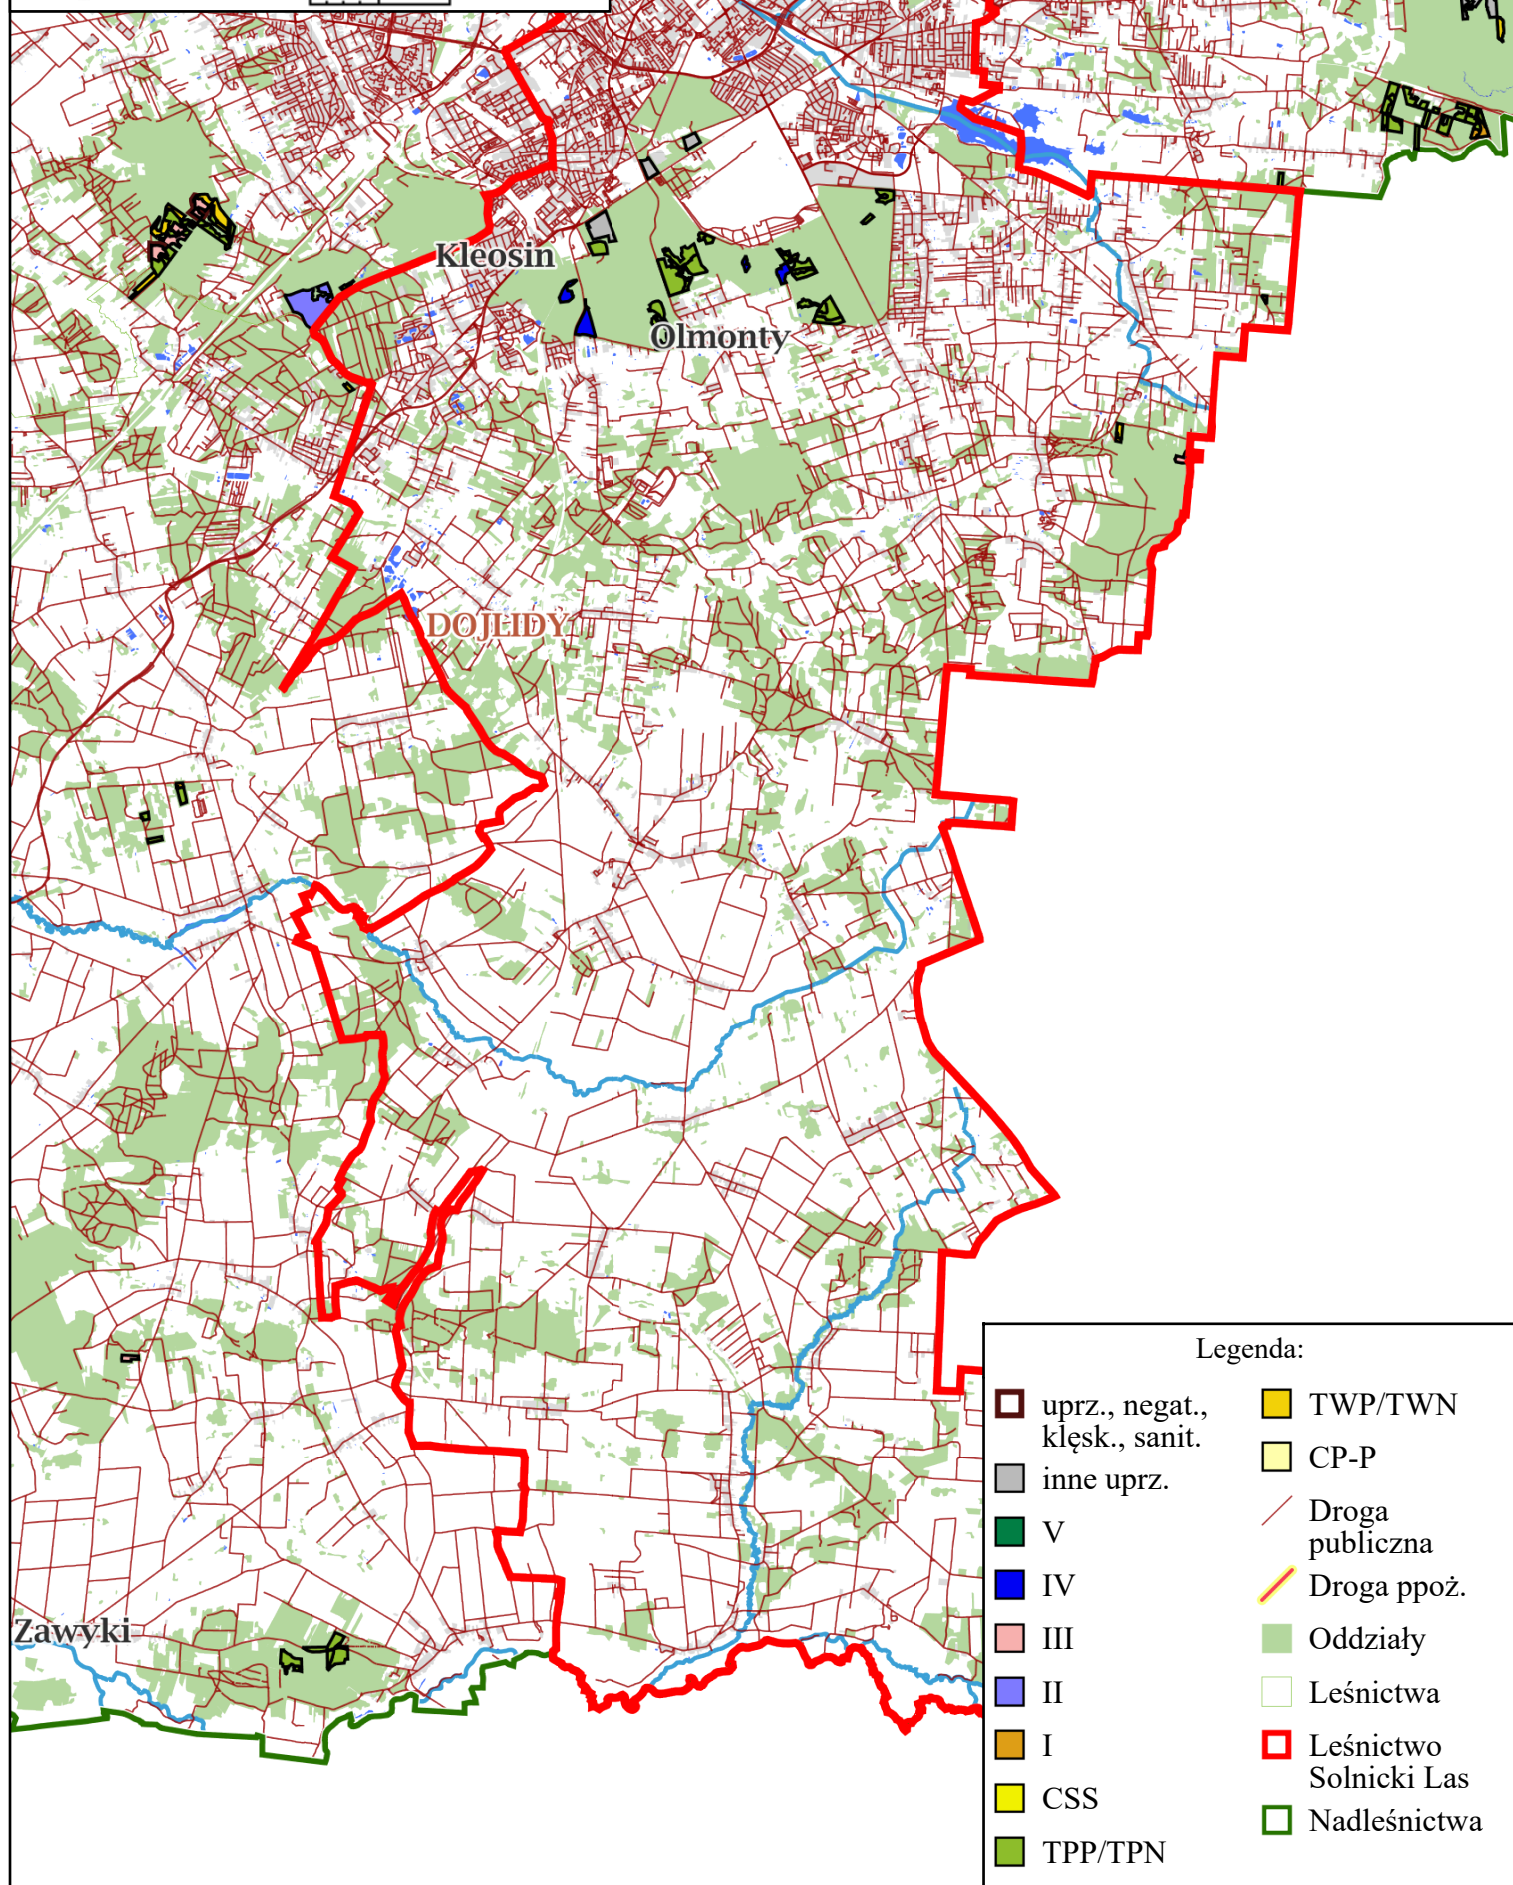 Kleosin
Olmonty
DOJLIDY
Zawyki
Legenda:
uprz., negat.,
klęsk., sanit.
inne uprz.
V
IV
III
II
I
CSS
TPP/TPN
TWP/TWN
CP-P
Droga
publiczna
Droga ppoż.
Oddziały
Leśnictwa
Leśnictwo
Solnicki Las
Nadleśnictwa